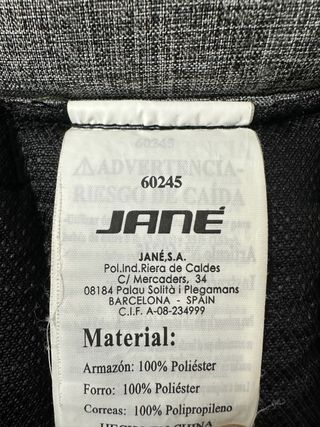 60245
JANÉ
JANÉ,S.A.
Pol.Ind.Riera de Caldes
C/ Mercaders, 34
08184 Palau Solità i Plegamans
BARCELONA - SPAIN
C.I.F. A-08-234999
Material:
Armazón: 100% Poliéster
Forro: 100% Poliéster
Correas: 100% Polipropileno
60245
ADVERTENCIA-
RIESGO DE CAÍDA